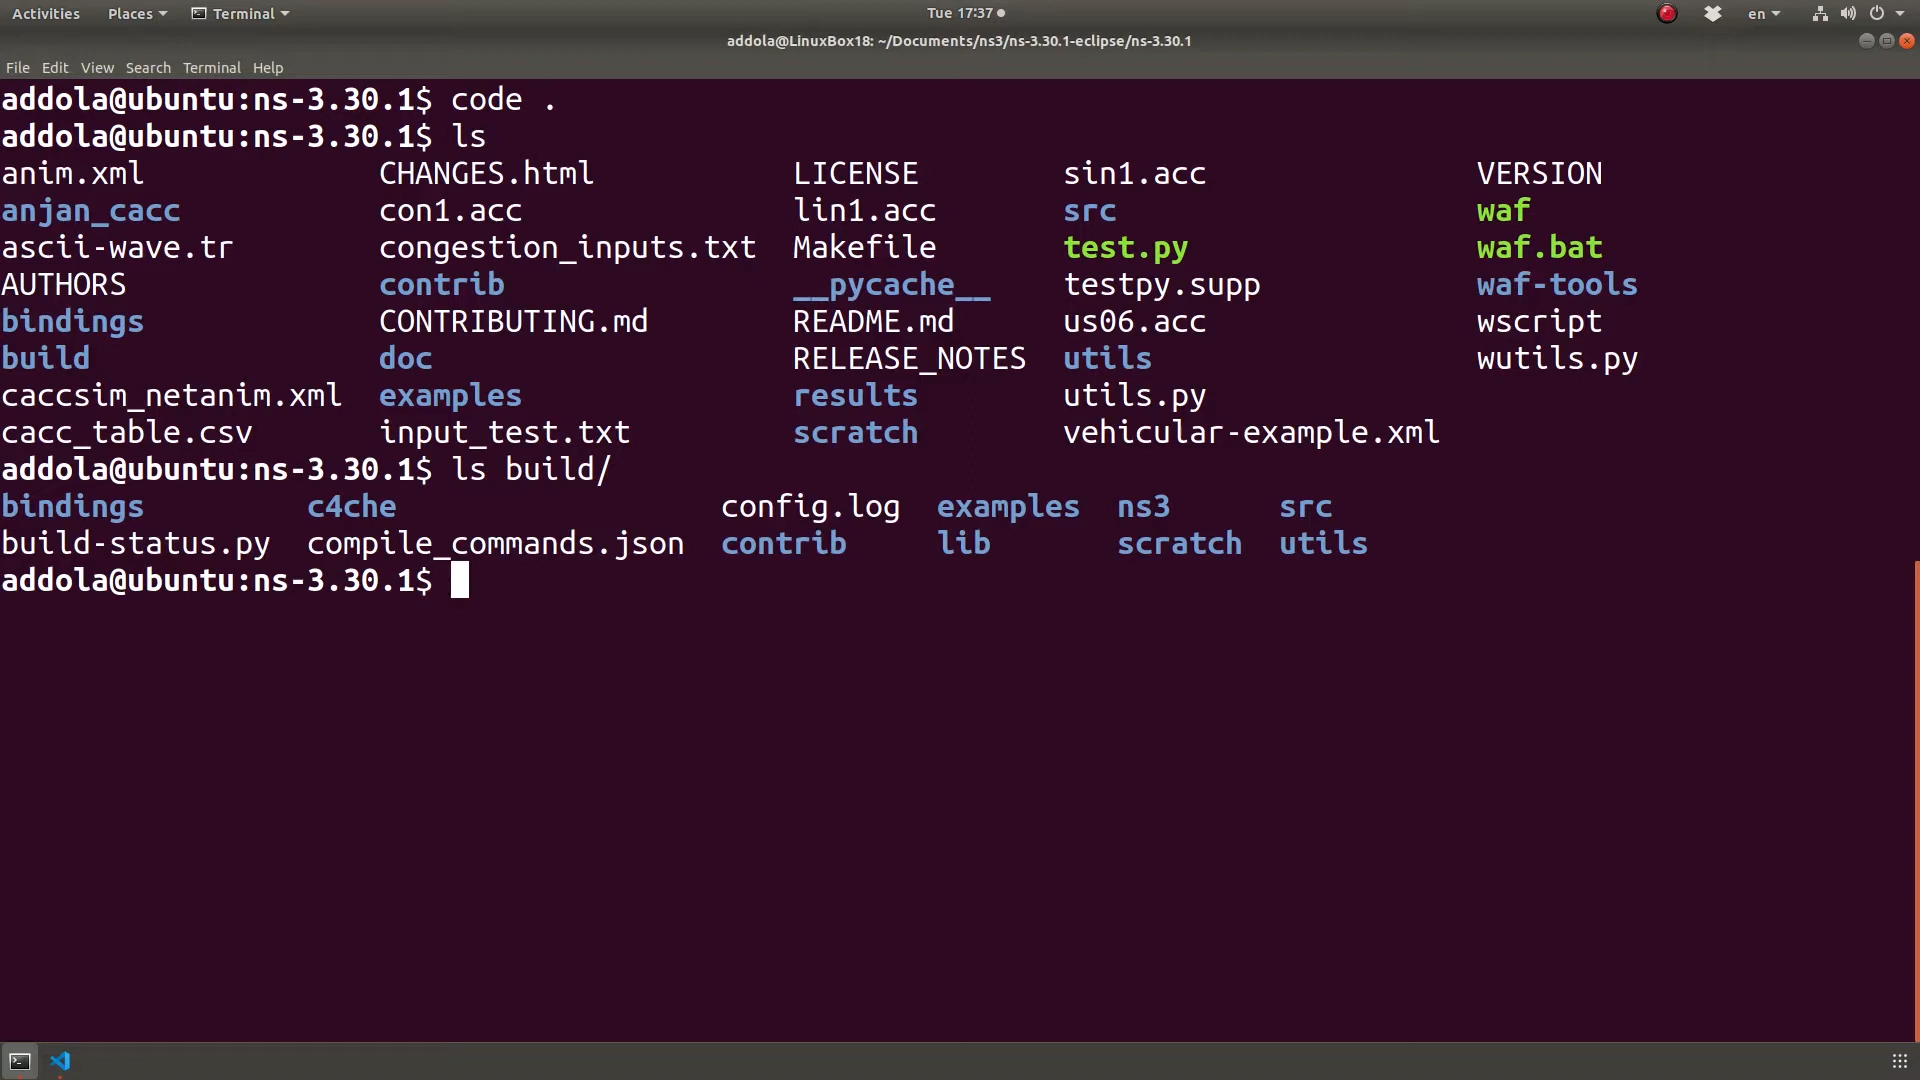 Activities Places Terminal Tue 17:37 en
addola@LinuxBox18: ~/Documents/ns3/ns-3.30.1-eclipse/ns-3.30.1
File Edit View Search Terminal Help
addola@ubuntu:ns-3.30.1$ code .
addola@ubuntu:ns-3.30.1$ ls
anim.xml CHANGES.html LICENSE sin1.acc VERSION
anjan_cacc con1.acc lin1.acc src waf
ascii-wave.tr congestion_inputs.txt Makefile test.py waf.bat
AUTHORS contrib __pycache__ testpy.supp waf-tools
bindings CONTRIBUTING.md README.md us06.acc wscript
build doc RELEASE_NOTES utils wutils.py
caccsim_netanim.xml examples results utils.py
cacc_table.csv input_test.txt scratch vehicular-example.xml
addola@ubuntu:ns-3.30.1$ ls build/
bindings c4che config.log examples ns3 src
build-status.py compile_commands.json contrib lib scratch utils
addola@ubuntu:ns-3.30.1$